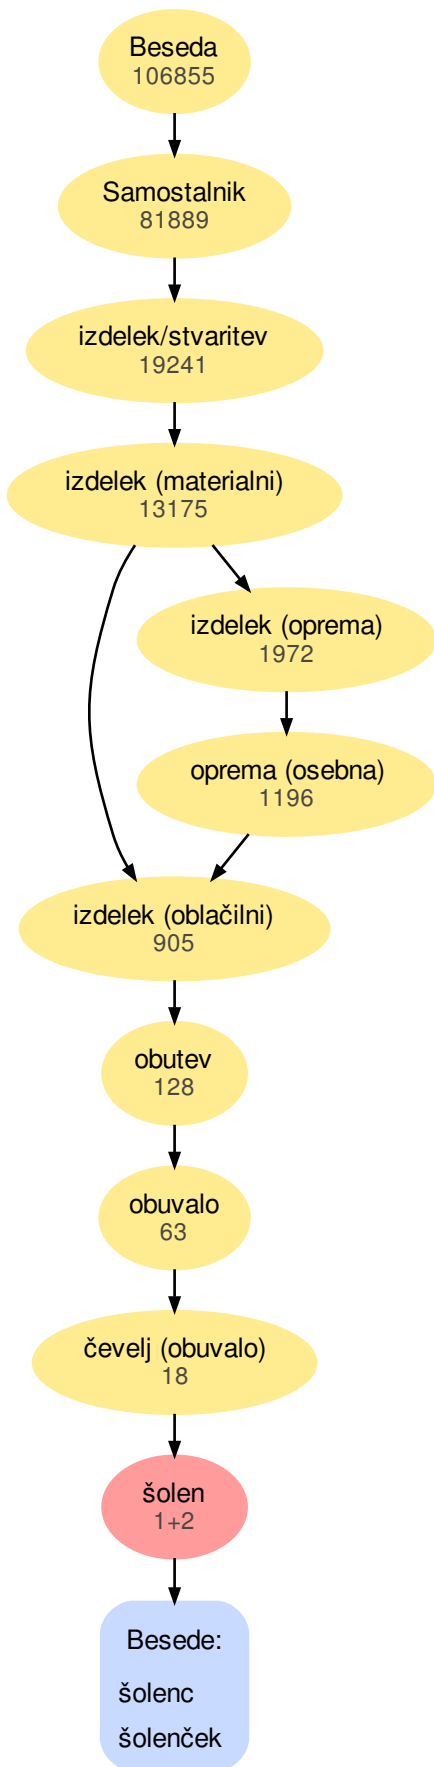 Beseda
106855
Samostalnik
81889
izdelek/stvaritev
19241
izdelek (materialni)
13175
izdelek (oprema)
1972
oprema (osebna)
1196
izdelek (oblačilni)
905
obutev
128
obuvalo
63
čevelj (obuvalo)
18
šolen
1+2
Besede:
šolenc
šolenček